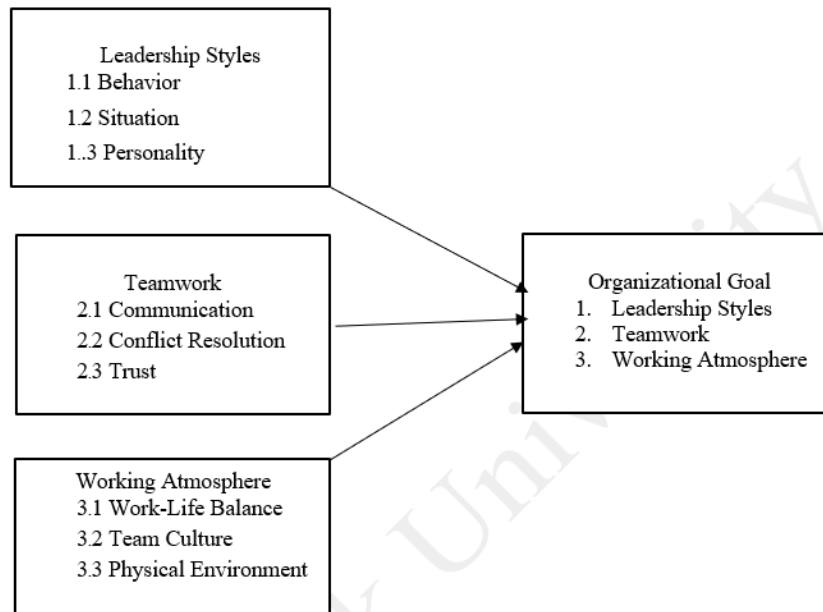 Leadership Styles
1.1 Behavior
1.2 Situation
1..3 Personality
Teamwork
2.1 Communication
2.2 Conflict Resolution
2.3 Trust
Working Atmosphere
3.1 Work-Life Balance
3.2 Team Culture
3.3 Physical Environment
Organizational Goal
1. Leadership Styles
2. Teamwork
3. Working Atmosphere
University